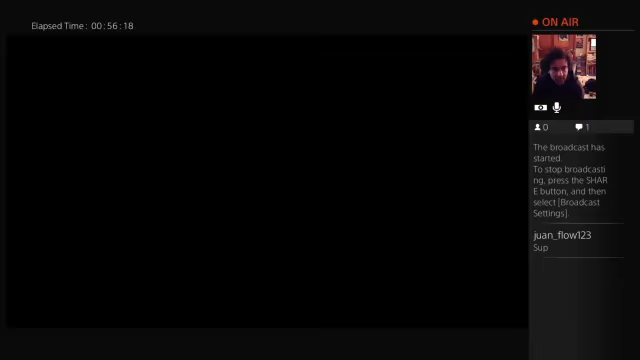 Elapsed Time : 00 : 56 : 18
ON AIR
0
1
The broadcast has
started.
To stop broadcasti
ng, press the SHAR
E button, and then
select [Broadcast
Settings].
juan_flow123
Sup